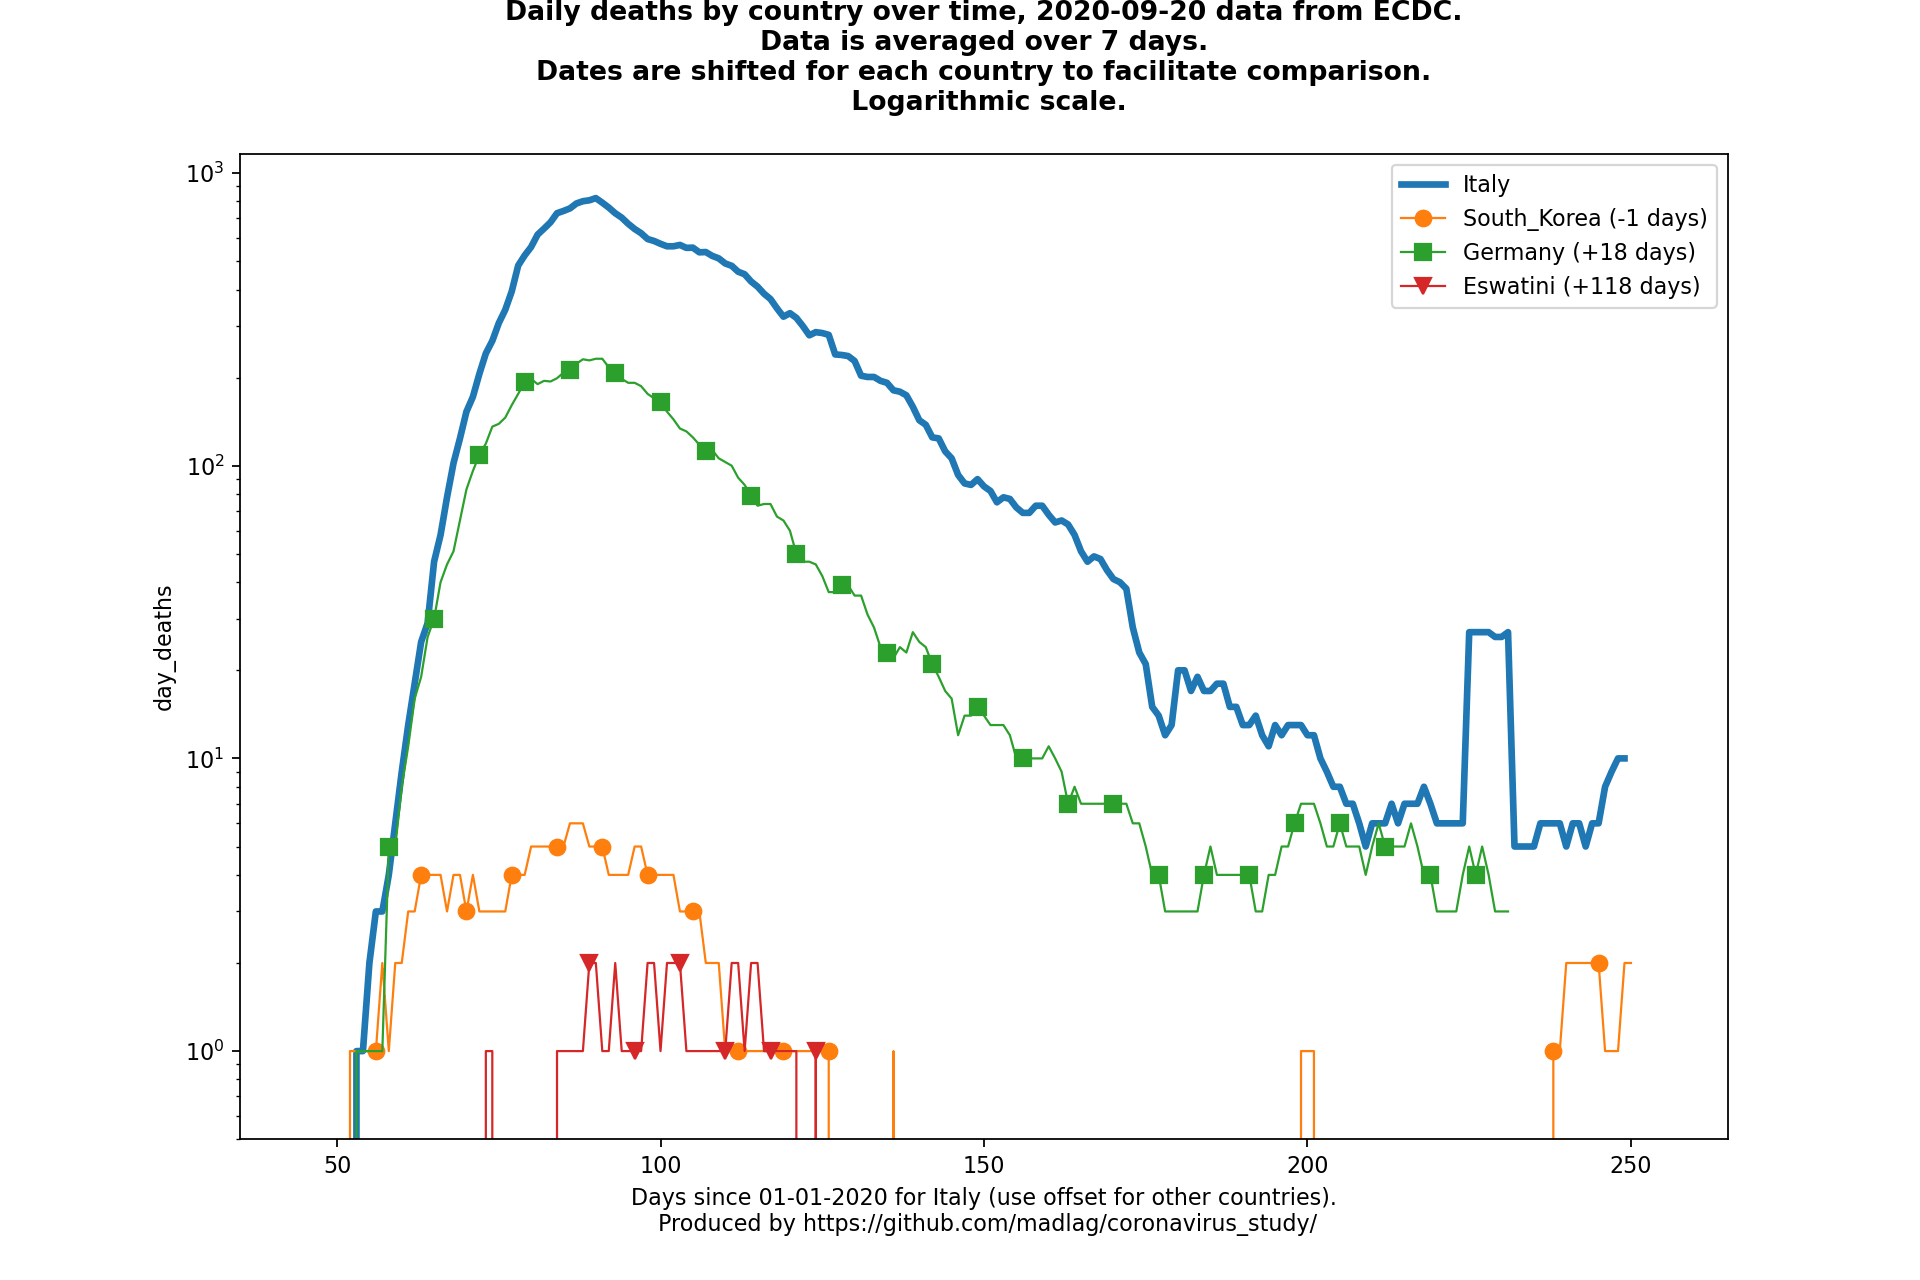 Daily deaths by country over time, 2020-09-20 data from ECDC.
Data is averaged over 7 days.
Dates are shifted for each country to facilitate comparison.
Logarithmic scale.
Italy
South_Korea (-1 days)
Germany (+18 days)
Eswatini (+118 days)
day_deaths
10³
10²
10¹
10⁰
50 100 150 200 250
Days since 01-01-2020 for Italy (use offset for other countries).
Produced by https://github.com/madlag/coronavirus_study/